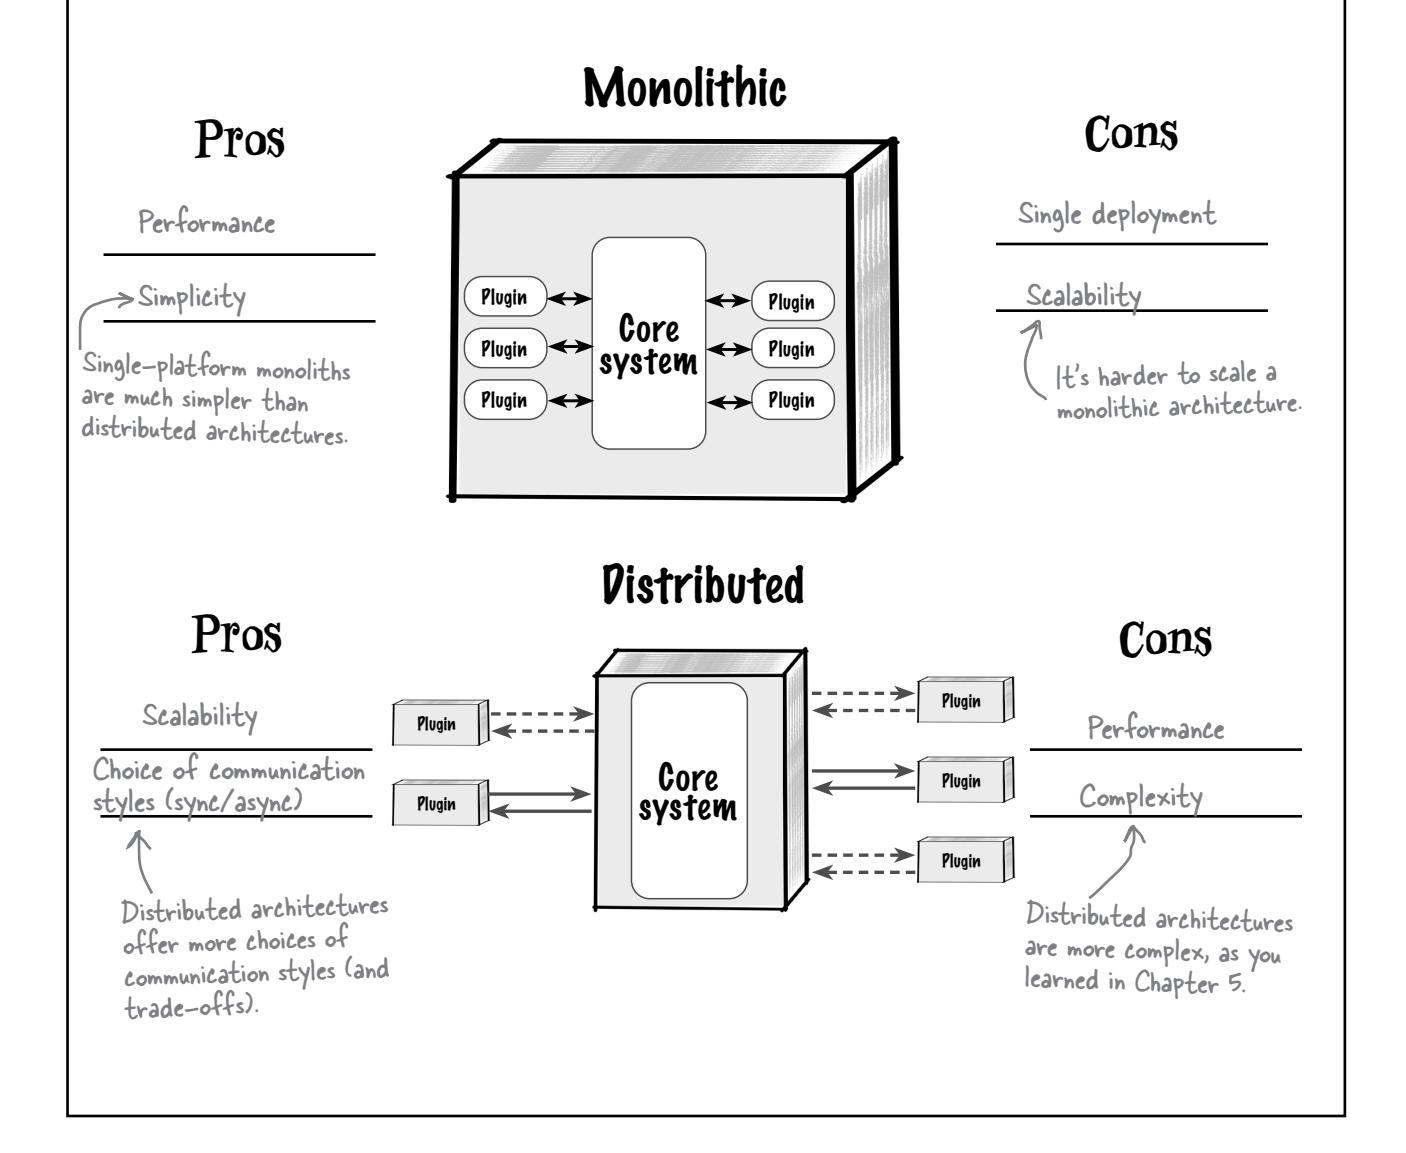 Monolithic
Pros
Performance
Simplicity
Single-platform monoliths
are much simpler than
distributed architectures.
Plugin
Plugin
Plugin
Core
system
Plugin
Plugin
Plugin
Cons
Single deployment
Scalability
It's harder to scale a
monolithic architecture.
Distributed
Pros
Scalability
Choice of communication
styles (sync/async)
Distributed architectures
offer more choices of
communication styles (and
trade-offs).
Plugin
Plugin
Core
system
Plugin
Plugin
Plugin
Cons
Performance
Complexity
Distributed architectures
are more complex, as you
learned in Chapter 5.